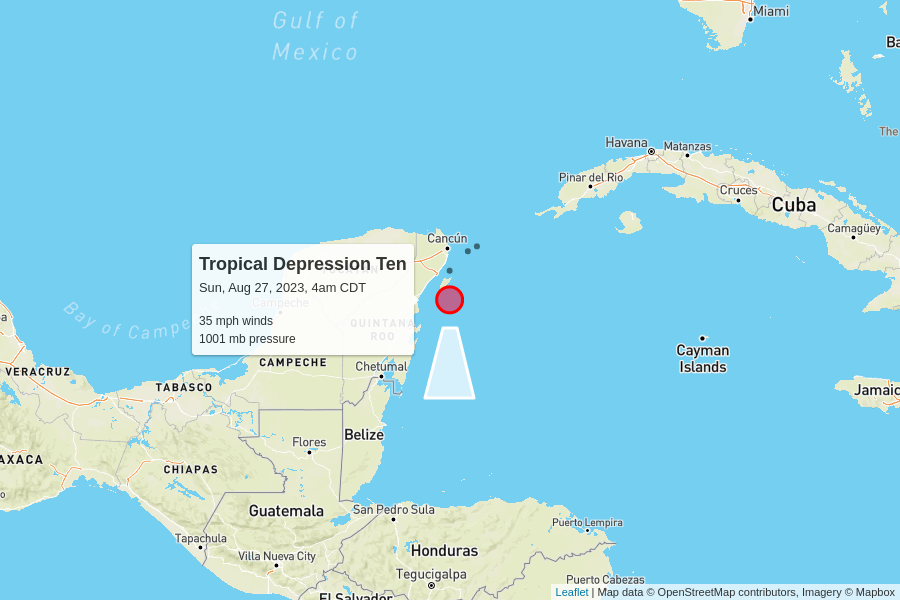 Gulf of
Mexico
Miami
Ba
The
Havana
Matanzas
Pinar del Río
Cruces
Cuba
Camagüey
Cancún
Tropical Depression Ten
Sun, Aug 27, 2023, 4am CDT
Campeche
35 mph winds
1001 mb pressure
QUINTANA
ROO
Bay of Campe
a
VERACRUZ
TABASCO
CAMPECHE
Chetumal
Cayman
Islands
Jamaic
Belize
Flores
AXACA
CHIAPAS
o
Guatemala
San Pedro Sula
Puerto Lempira
Tapachula
Villa Nueva City
Honduras
Tegucigalpa
Puerto Cabezas
El Salvador
Leaflet | Map data © OpenStreetMap contributors, Imagery © Mapbox